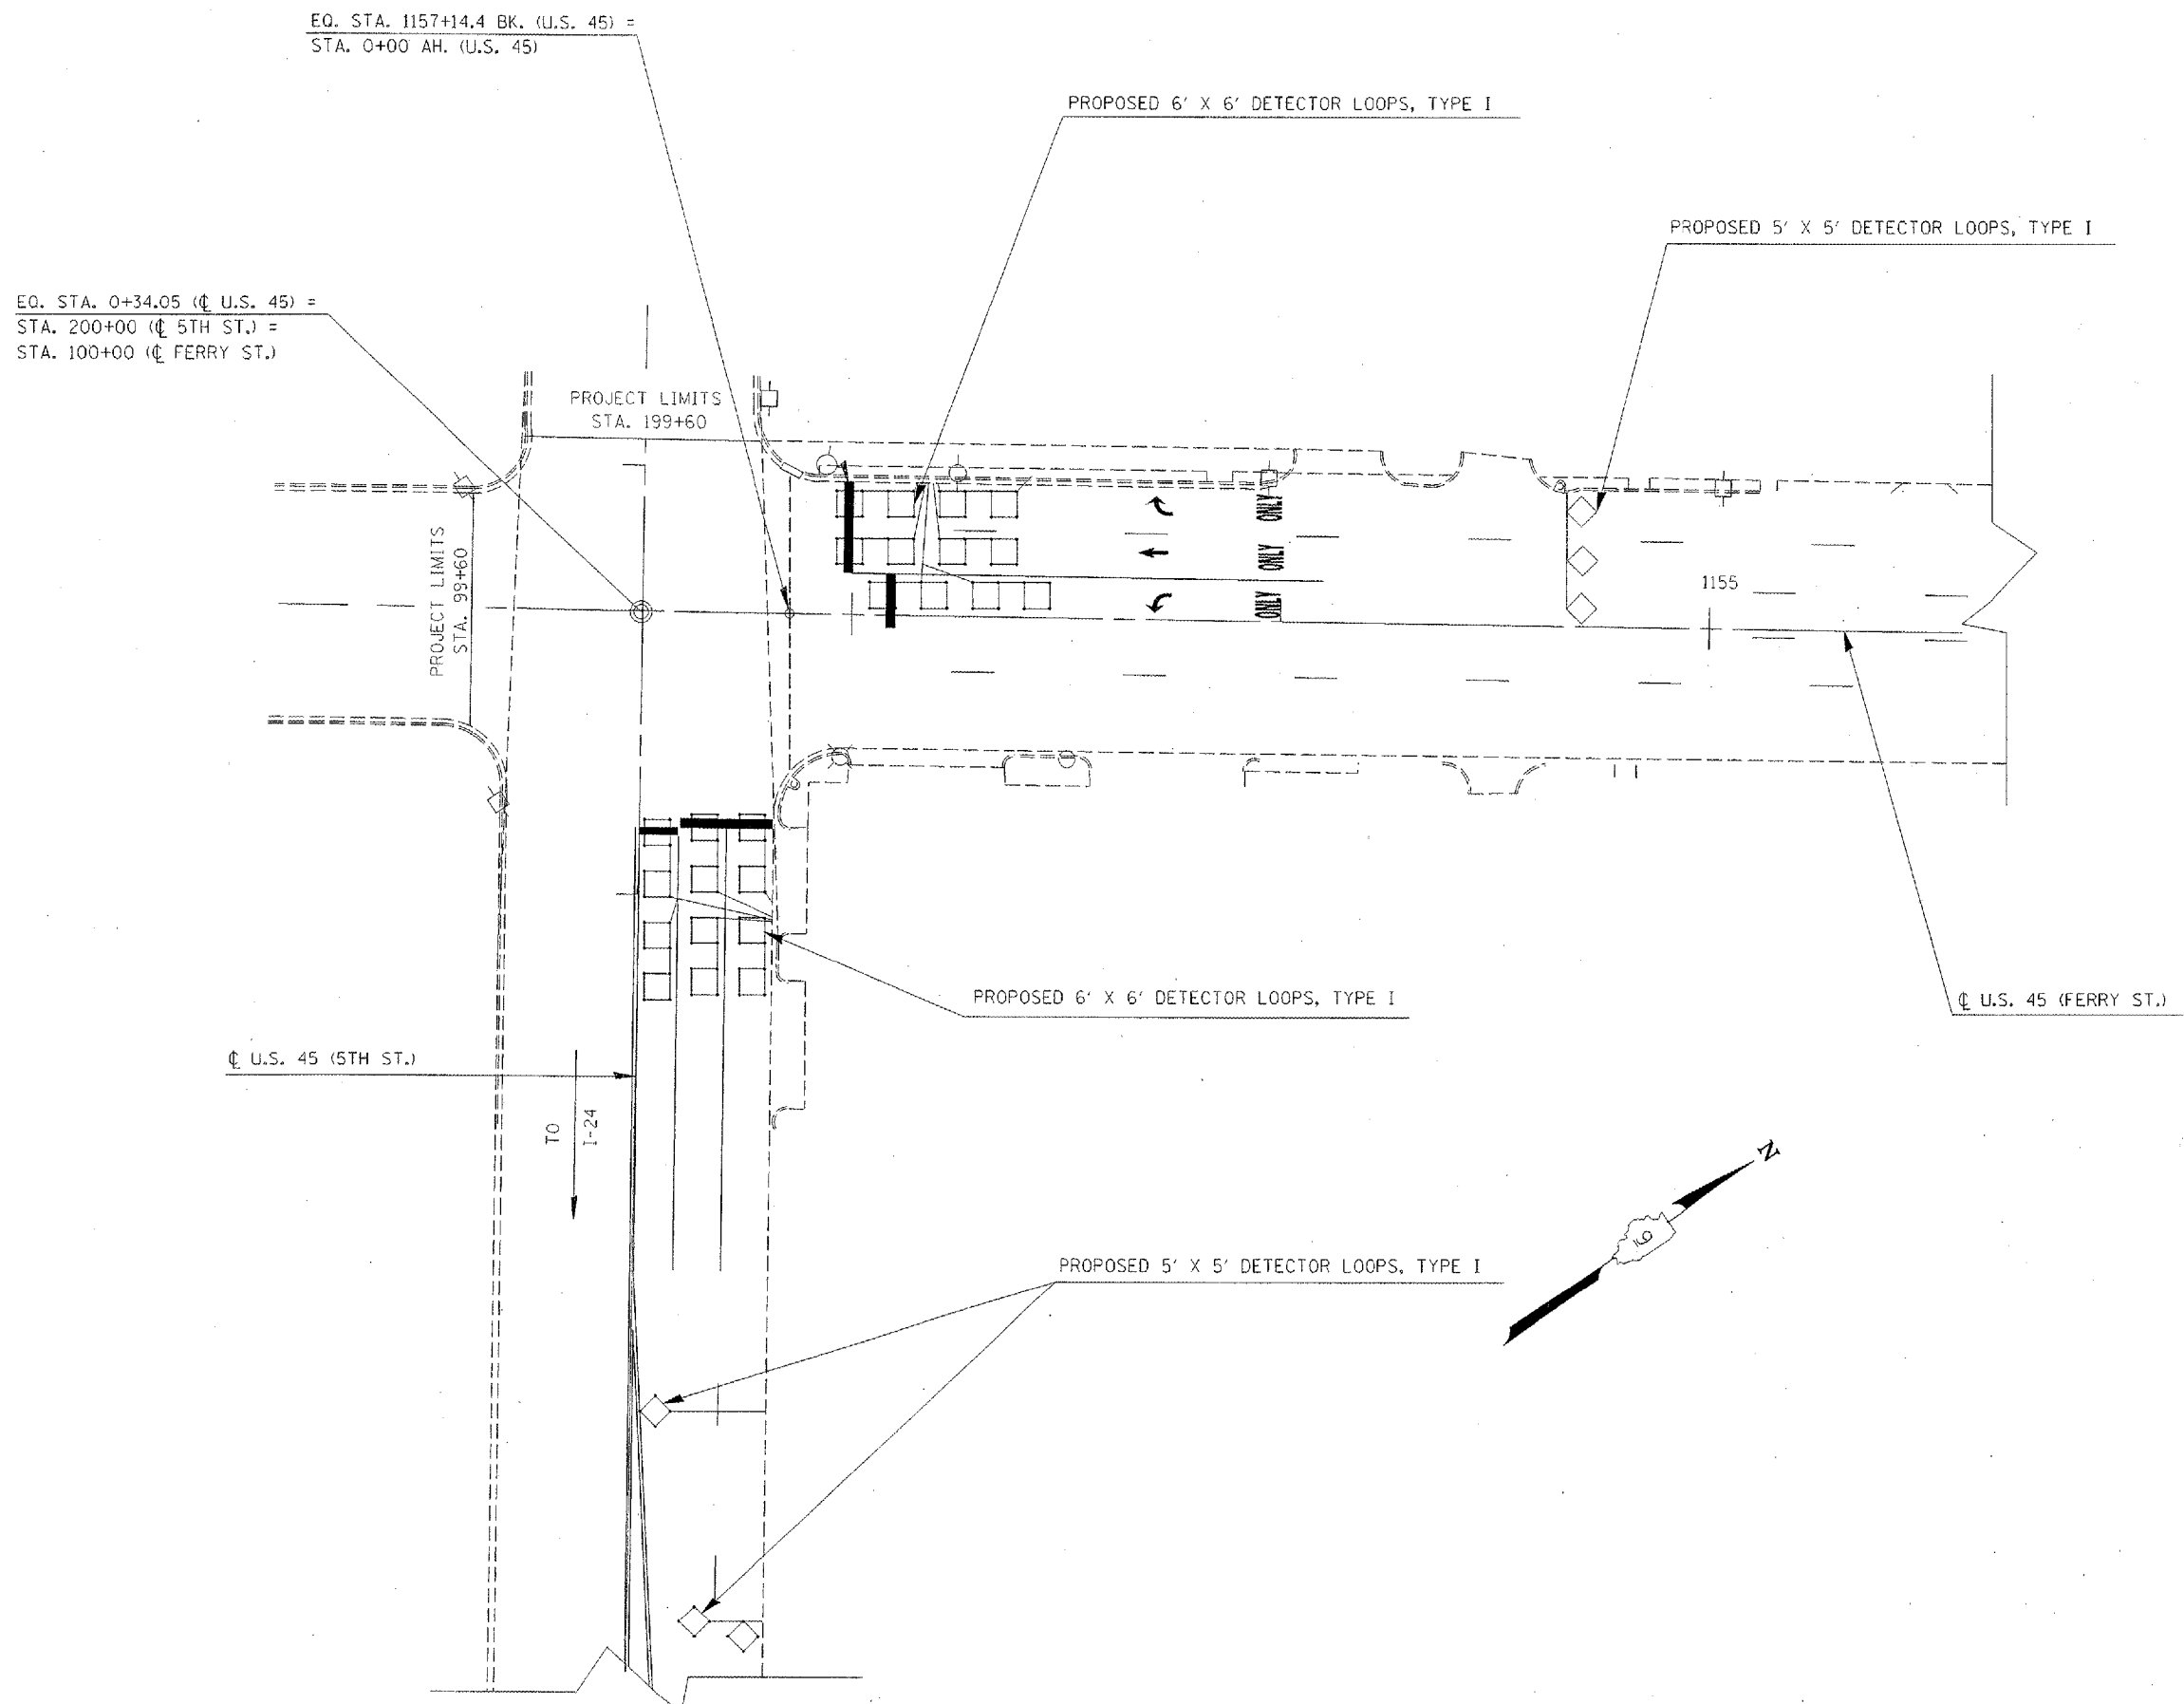 EQ. STA. 1157+14.4 BK. (U.S. 45) =
STA. 0+00 AH. (U.S. 45)
PROPOSED 6' X 6' DETECTOR LOOPS, TYPE I
PROPOSED 5' X 5' DETECTOR LOOPS, TYPE I
EQ. STA. 0+34.05 (℄ U.S. 45) =
STA. 200+00 (℄ 5TH ST.) =
STA. 100+00 (℄ FERRY ST.)
PROJECT LIMITS
STA. 199+60
PROJECT LIMITS
STA. 99+60
ONLY
ONLY
ONLY
1155
PROPOSED 6' X 6' DETECTOR LOOPS, TYPE I
℄ U.S. 45 (FERRY ST.)
℄ U.S. 45 (5TH ST.)
TO
I-24
N
PROPOSED 5' X 5' DETECTOR LOOPS, TYPE I